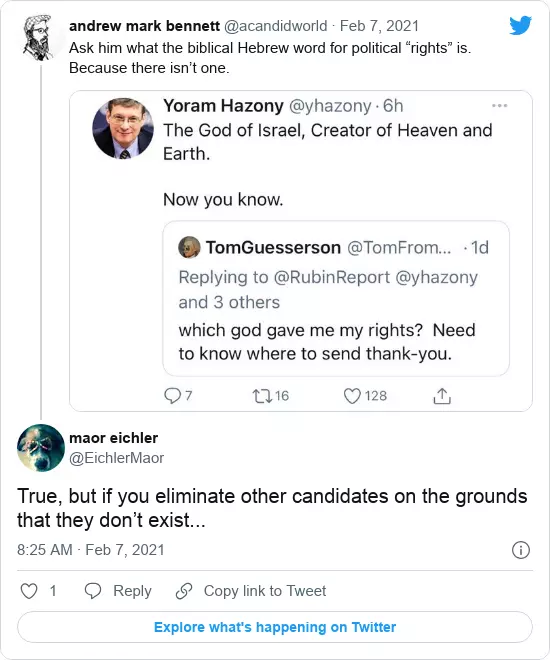 andrew mark bennett @acandidworld · Feb 7, 2021
Ask him what the biblical Hebrew word for political “rights” is.
Because there isn’t one.
Yoram Hazony @yhazony · 6h
The God of Israel, Creator of Heaven and
Earth.
Now you know.
TomGuesserson @TomFrom... · 1d
Replying to @RubinReport @yhazony
and 3 others
which god gave me my rights? Need
to know where to send thank-you.
7 16 128
maor eichler
@EichlerMaor
True, but if you eliminate other candidates on the grounds
that they don’t exist...
8:25 AM · Feb 7, 2021
1 Reply Copy link to Tweet
Explore what's happening on Twitter